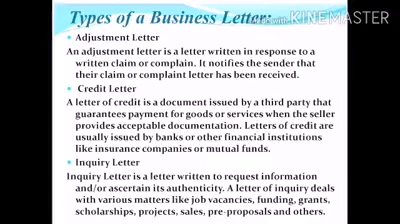 Types of a Business Letter:
Made with KINEMASTER
• Adjustment Letter
An adjustment letter is a letter written in response to a
written claim or complain. It notifies the sender that
their claim or complaint letter has been received.
• Credit Letter
A letter of credit is a document issued by a third party that
guarantees payment for goods or services when the seller
provides acceptable documentation. Letters of credit are
usually issued by banks or other financial institutions
like insurance companies or mutual funds.
• Inquiry Letter
Inquiry Letter is a letter written to request information
and/or ascertain its authenticity. A letter of inquiry deals
with various matters like job vacancies, funding, grants,
scholarships, projects, sales, pre-proposals and others.